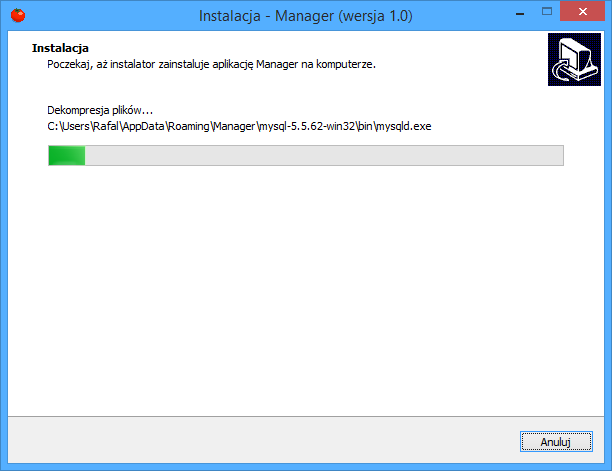 Instalacja - Manager (wersja 1.0)
Instalacja
Poczekaj, aż instalator zainstaluje aplikację Manager na komputerze.
Dekompresja plików...
C:\Users\Rafal\AppData\Roaming\Manager\mysql-5.5.62-win32\bin\mysqld.exe
Anuluj